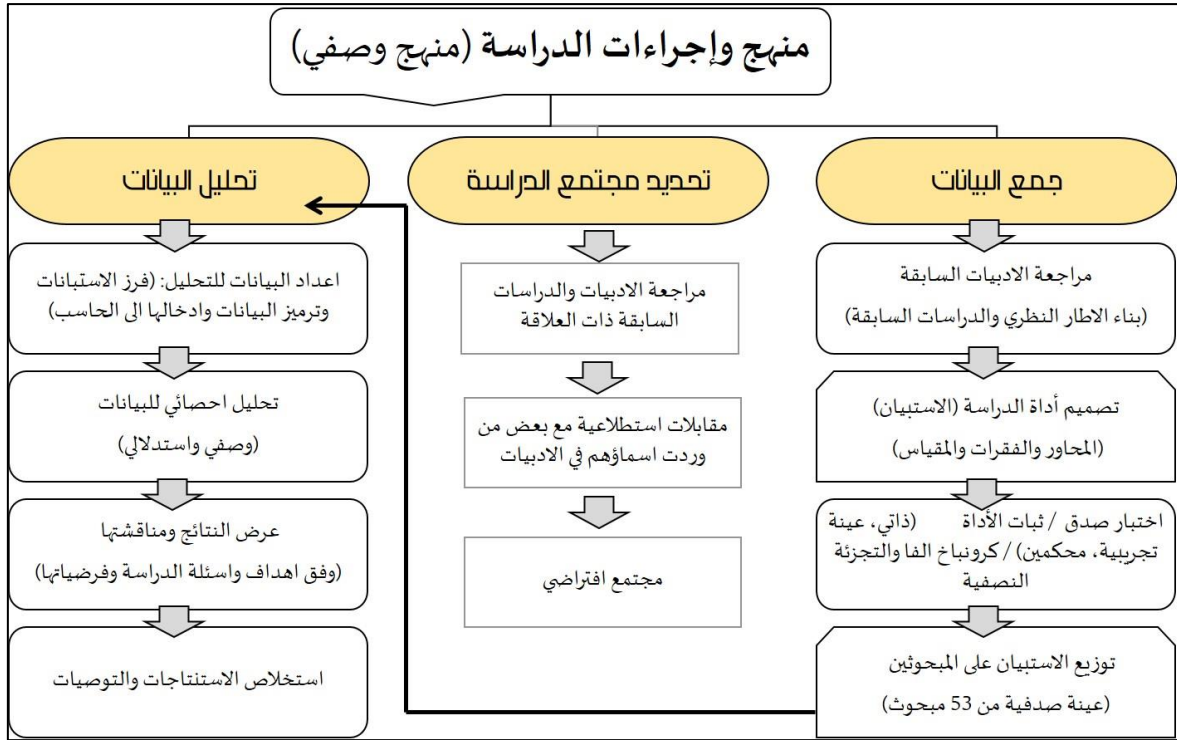 منهج وإجراءات الدراسة (منهج وصفي)
جمع البيانات
مراجعة الادبيات السابقة
(بناء الاطار النظري والدراسات السابقة)
تصميم أداة الدراسة (الاستبيان)
(المحاور والفقرات والمقياس)
اختبار صدق / ثبات الأداة (ذاتي، عينة
تجريبية، محكمين) / كرونباخ الفا والتجزئة
النصفية
توزيع الاستبيان على المبحوثين
(عينة صدفية من 53 مبحوث)
تحديد مجتمع الدراسة
مراجعة الادبيات والدراسات
السابقة ذات العلاقة
مقابلات استطلاعية مع بعض من
وردت اسماؤهم في الادبيات
مجتمع افتراضي
تحليل البيانات
اعداد البيانات للتحليل: (فرز الاستبانات
وترميز البيانات وادخالها الى الحاسب)
تحليل احصائي للبيانات
(وصفي واستدلالي)
عرض النتائج ومناقشتها
(وفق اهداف واسئلة الدراسة وفرضياتها)
استخلاص الاستنتاجات والتوصيات